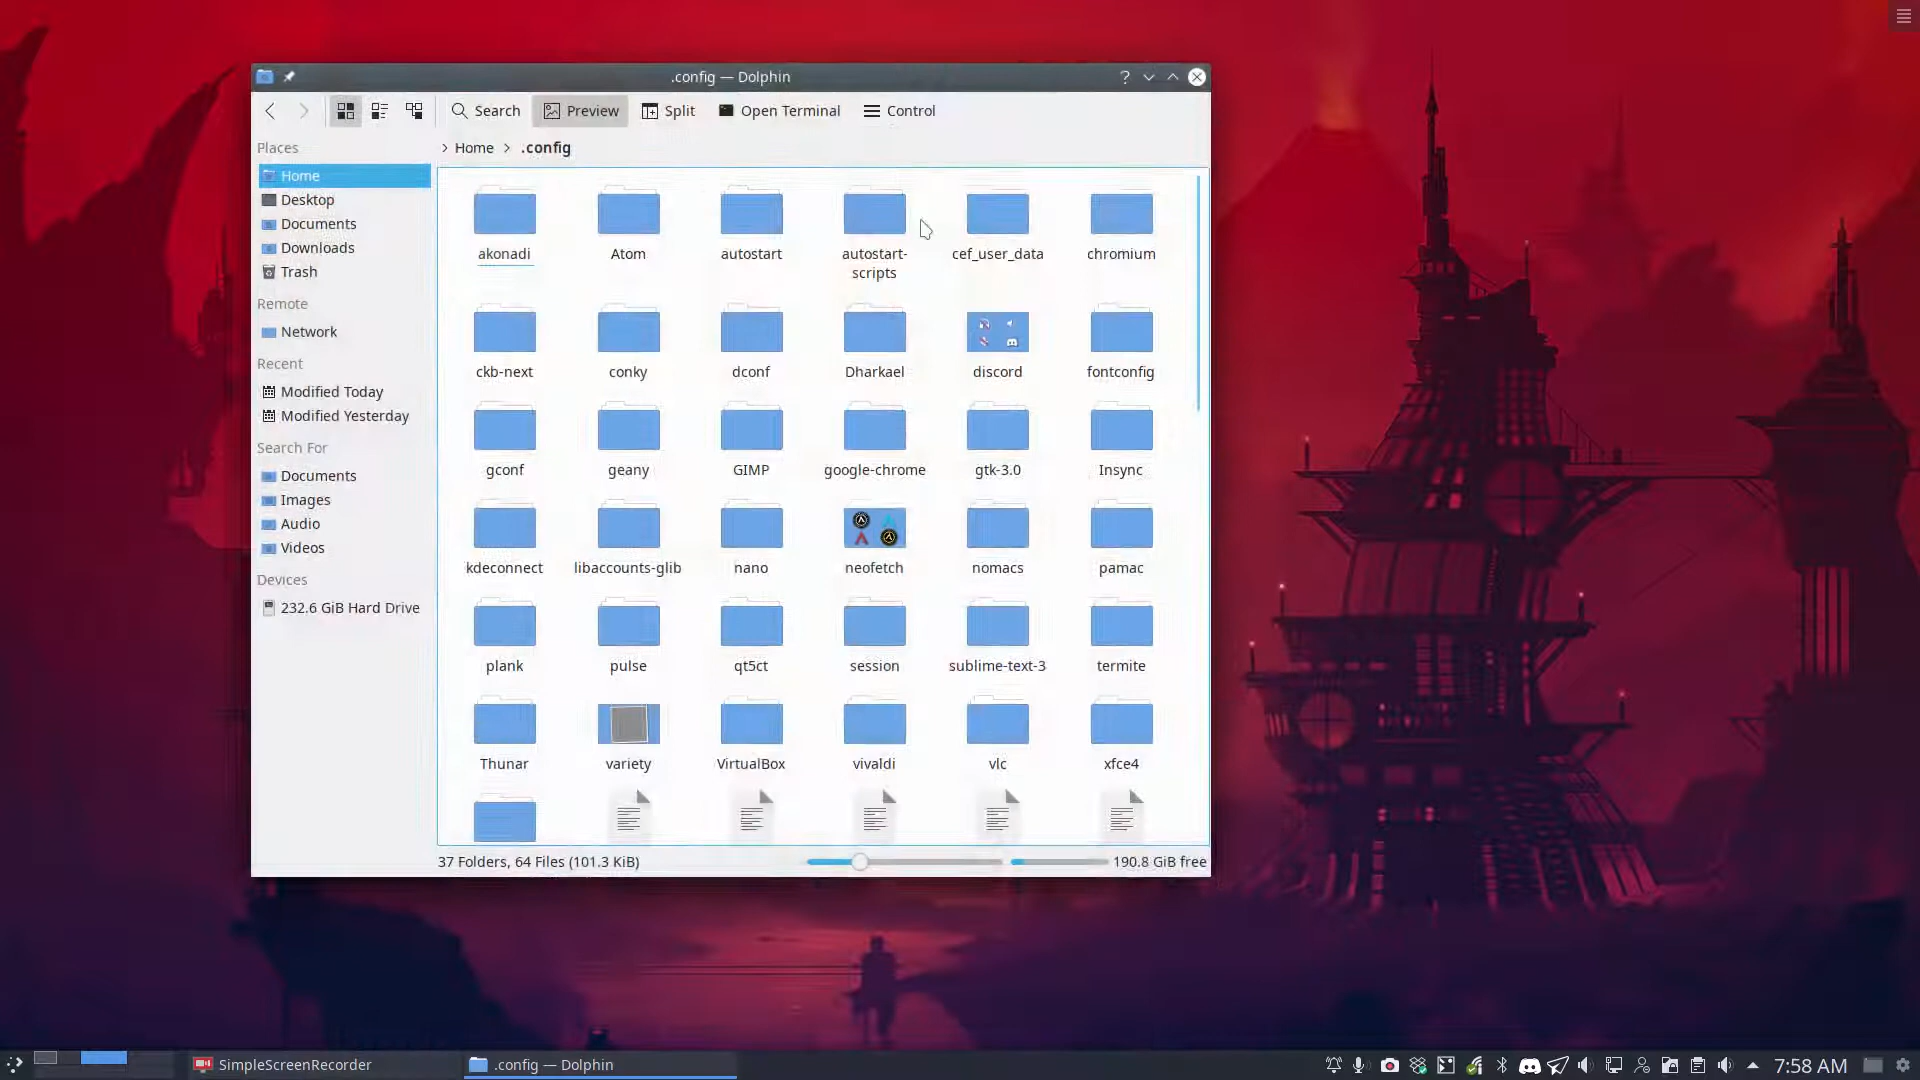 .config — Dolphin
?
Search
Preview
Split
Open Terminal
Control
Places
Home
Desktop
Documents
Downloads
Trash
Remote
Network
Recent
Modified Today
Modified Yesterday
Search For
Documents
Images
Audio
Videos
Devices
232.6 GiB Hard Drive
> Home > .config
akonadi
Atom
autostart
autostart-
scripts
cef_user_data
chromium
ckb-next
conky
dconf
Dharkael
discord
fontconfig
gconf
geany
GIMP
google-chrome
gtk-3.0
Insync
kdeconnect
libaccounts-glib
nano
neofetch
nomacs
pamac
plank
pulse
qt5ct
session
sublime-text-3
termite
Thunar
variety
VirtualBox
vivaldi
vlc
xfce4
37 Folders, 64 Files (101.3 KiB)
190.8 GiB free
SimpleScreenRecorder
.config — Dolphin
7:58 AM